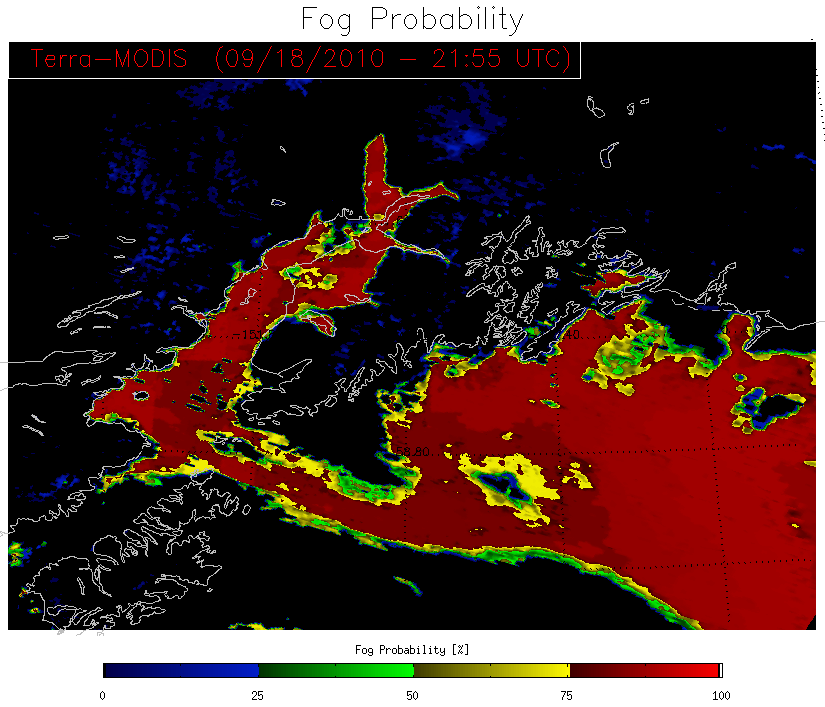 Fog Probability
Terra-MODIS (09/18/2010 - 21:55 UTC)
Fog Probability [%]
0 25 50 75 100